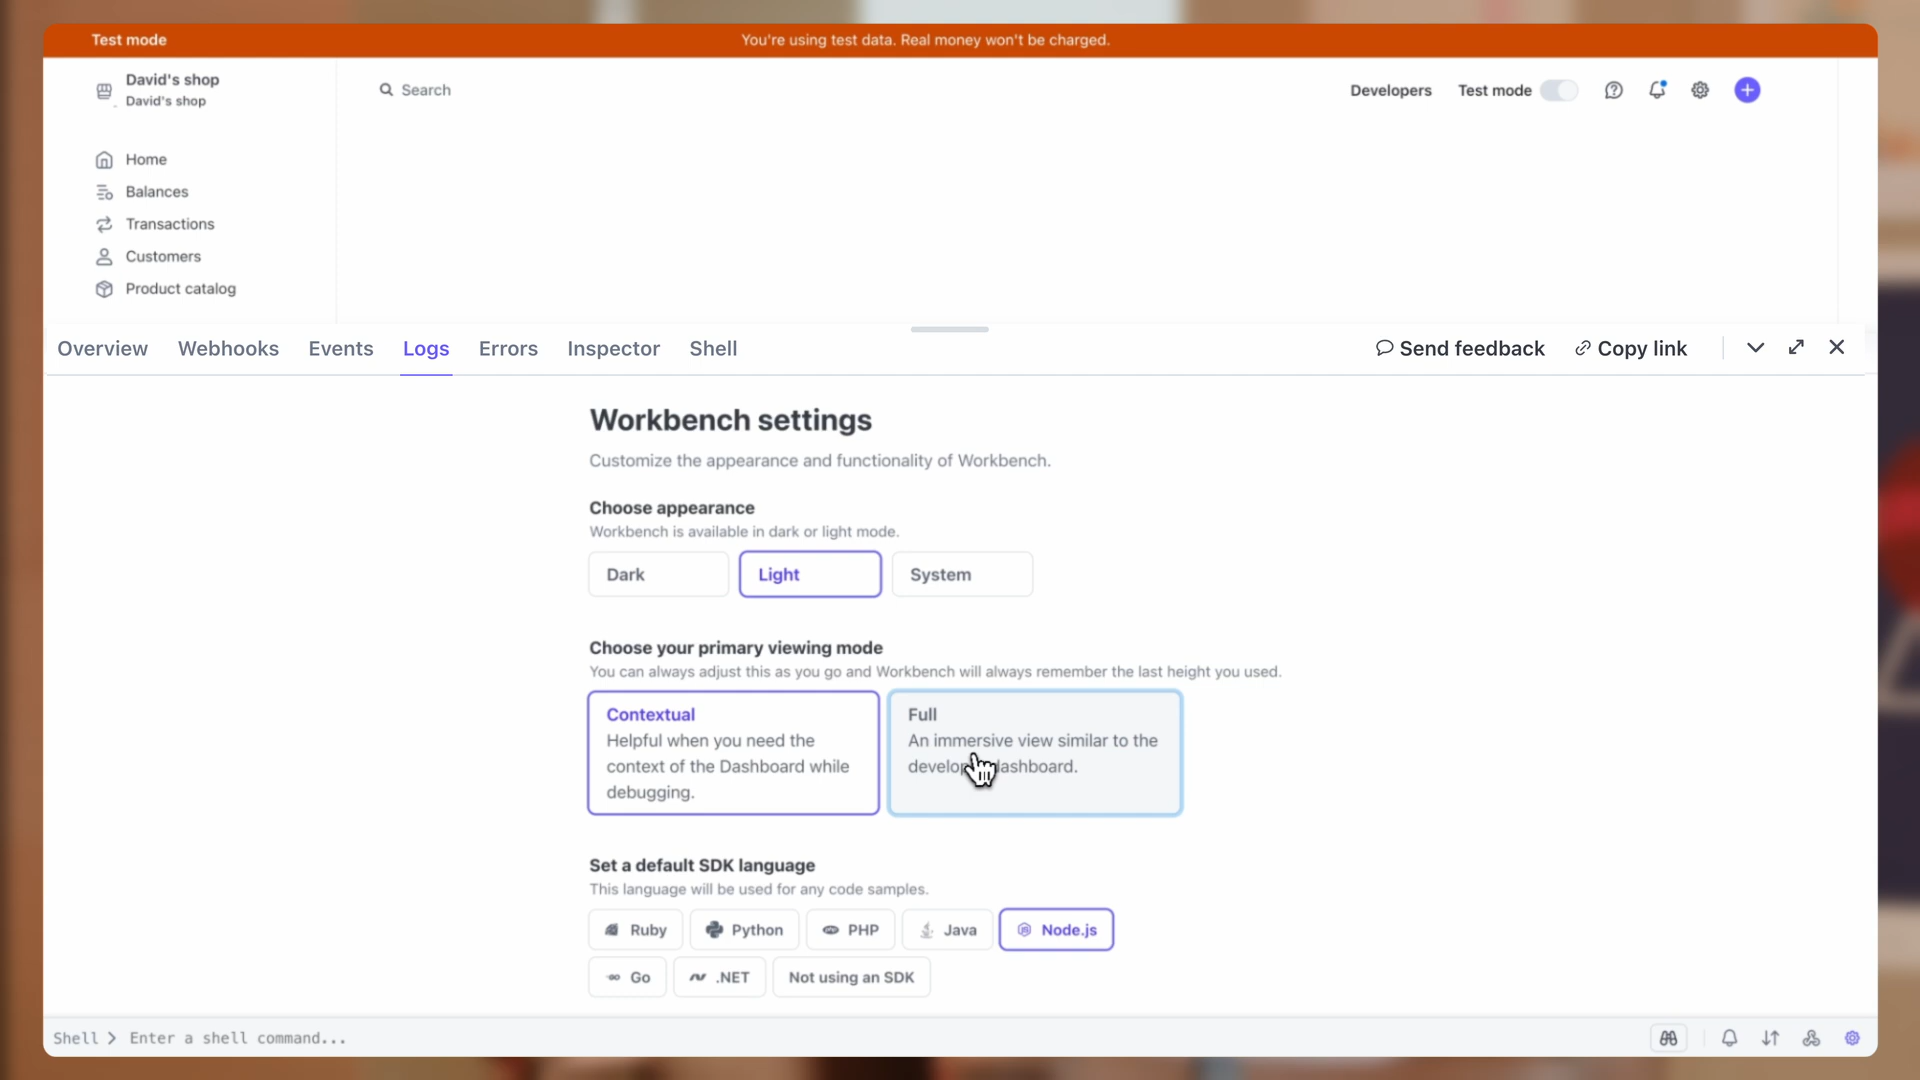 Test mode
You're using test data. Real money won't be charged.
David's shop
David's shop
Search
Developers
Test mode
Home
Balances
Transactions
Customers
Product catalog
Overview
Webhooks
Events
Logs
Errors
Inspector
Shell
Send feedback
Copy link
Workbench settings
Customize the appearance and functionality of Workbench.
Choose appearance
Workbench is available in dark or light mode.
Dark
Light
System
Choose your primary viewing mode
You can always adjust this as you go and Workbench will always remember the last height you used.
Contextual
Helpful when you need the
context of the Dashboard while
debugging.
Full
An immersive view similar to the
Set a default SDK language
This language will be used for any code samples.
Ruby
Python
PHP
Java
Node.js
Go
.NET
Not using an SDK
Shell > Enter a shell command...